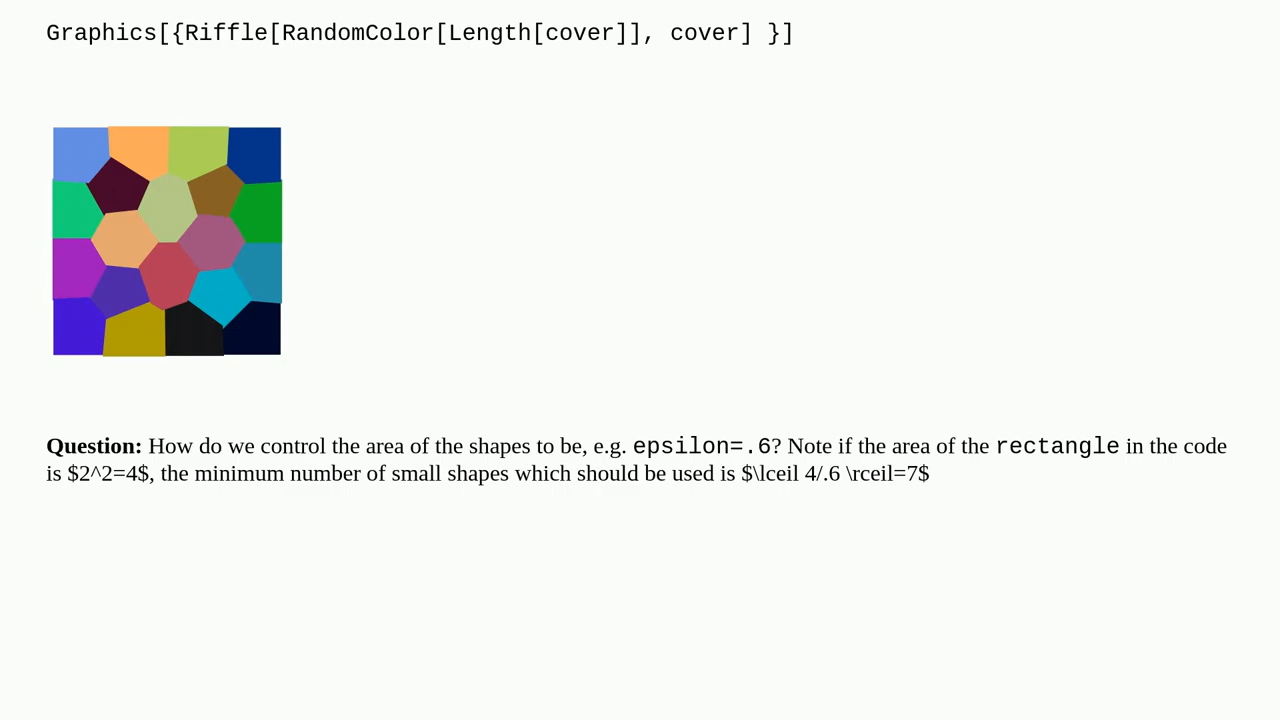 Graphics[{Riffle[RandomColor[Length[cover]], cover] }]
Question: How do we control the area of the shapes to be, e.g. epsilon=.6? Note if the area of the rectangle in the code
is $2^2=4$, the minimum number of small shapes which should be used is $\lceil 4/.6 \rceil=7$